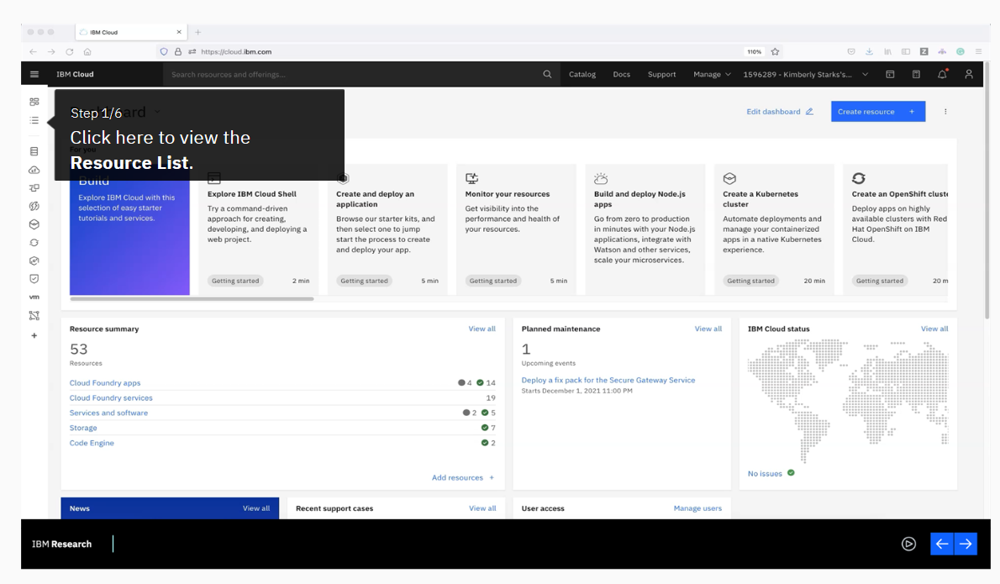 IBM Cloud
https://cloud.ibm.com
110%
IBM Cloud
Search resources and offerings...
Catalog
Docs
Support
Manage
1596289 - Kimberly Starks's...
Step 1/6
Click here to view the
Resource List.
Edit dashboard
Create resource +
For you
Build
Explore IBM Cloud with this
selection of easy starter
tutorials and services.
Explore IBM Cloud Shell
Try a command-driven
approach for creating,
developing, and deploying a
web project.
Getting started 2 min
Create and deploy an
application
Browse our starter kits, and
then select one to jump
start the process to create
and deploy your app.
Getting started 5 min
Monitor your resources
Get visibility into the
performance and health of
your resources.
Getting started 5 min
Build and deploy Node.js
apps
Go from zero to production
in minutes with your Node.js
applications, integrate with
Watson and other services,
scale your microservices.
Create a Kubernetes
cluster
Automate deployments and
manage your containerized
apps in a native Kubernetes
experience.
Getting started 20 min
Create an OpenShift cluste
Deploy apps on highly
available clusters with Red
Hat OpenShift on IBM
Cloud.
Getting started 20 m
vm
Resource summary View all
53
Resources
Cloud Foundry apps 4 14
Cloud Foundry services 19
Services and software 2 5
Storage 7
Code Engine 2
Add resources +
Planned maintenance View all
1
Upcoming events
Deploy a fix pack for the Secure Gateway Service
Starts December 1, 2021 11:00 PM
IBM Cloud status View all
No issues
News View all
Recent support cases View all
User access Manage users
IBM Research